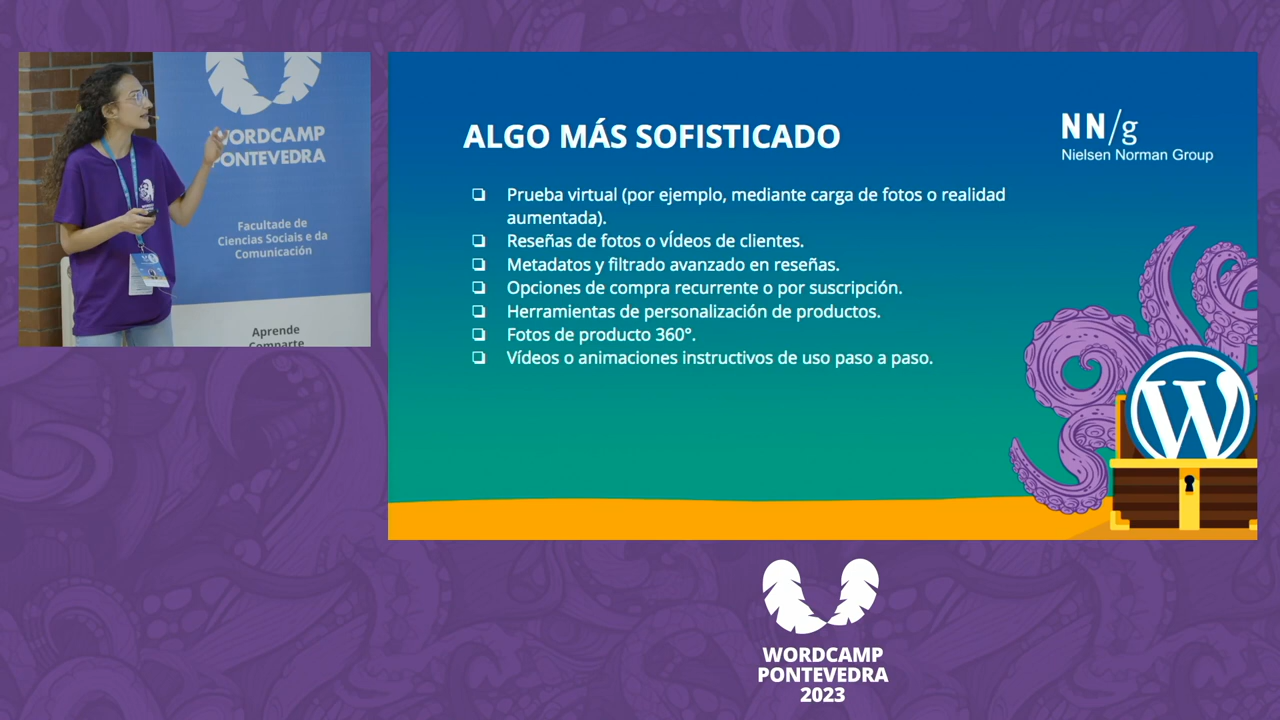 WORDCAMP
PONTEVEDRA
Facultade de
Ciencias Sociais e da
Comunicación
Aprende
Comparte
ALGO MÁS SOFISTICADO
NN/g
Nielsen Norman Group
❏ Prueba virtual (por ejemplo, mediante carga de fotos o realidad
aumentada).
❏ Reseñas de fotos o vÍdeos de clientes.
❏ Metadatos y filtrado avanzado en reseñas.
❏ Opciones de compra recurrente o por suscripción.
❏ Herramientas de personalización de productos.
❏ Fotos de producto 360°.
❏ Vídeos o animaciones instructivos de uso paso a paso.
WORDCAMP
PONTEVEDRA
2023